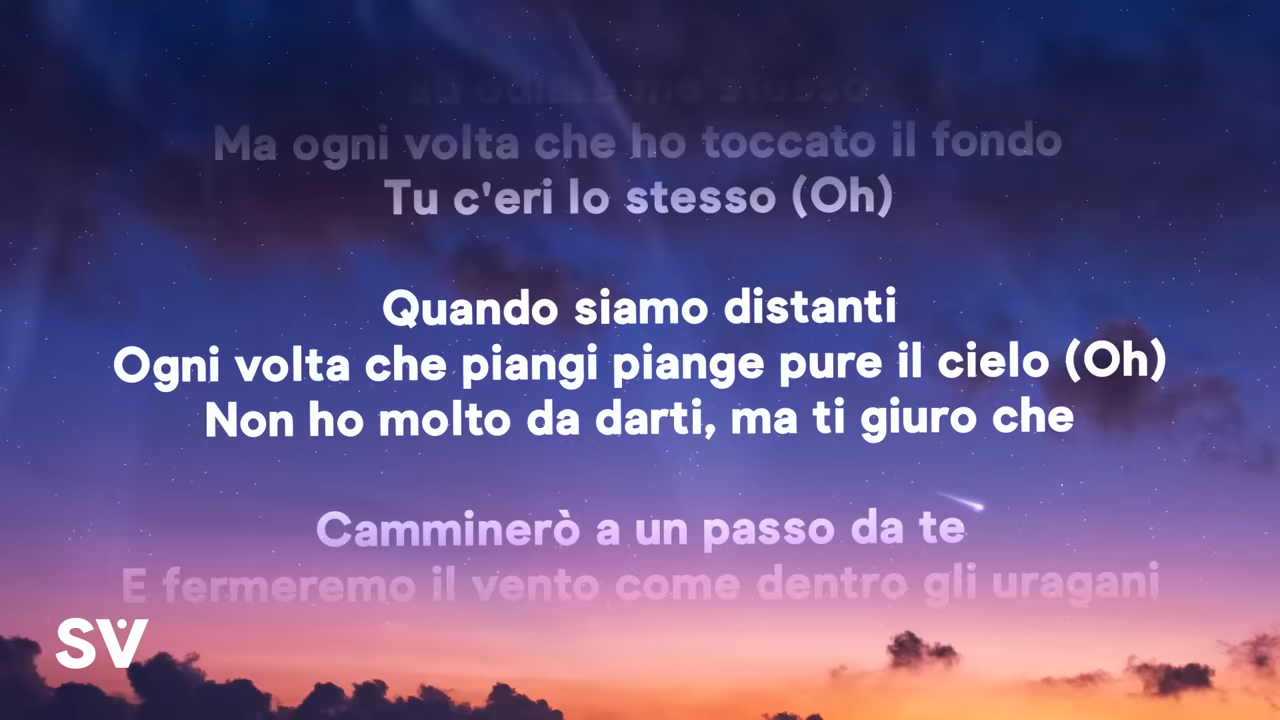 ad odiare me stesso
Ma ogni volta che ho toccato il fondo
Tu c'eri lo stesso (Oh)
Quando siamo distanti
Ogni volta che piangi piange pure il cielo (Oh)
Non ho molto da darti, ma ti giuro che
Camminerò a un passo da te
E fermeremo il vento come dentro gli uragani
SV